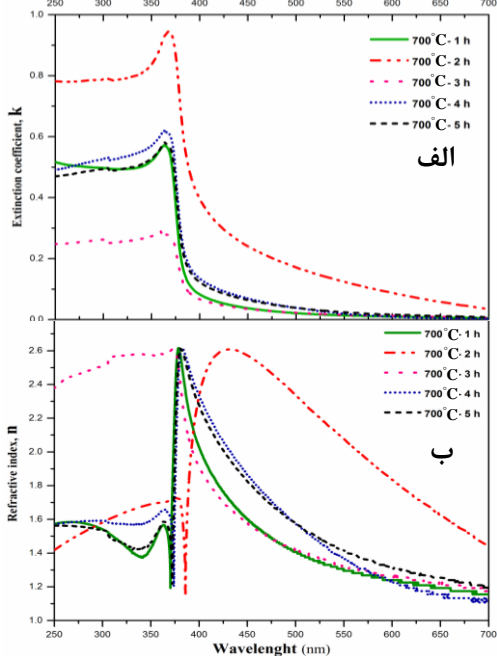 250 300 350 400 450 500 550 600 650 700
1.0
0.8
0.6
0.4
0.2
0.0
Extinction coefficient, k
700°C- 1 h
700°C- 2 h
700°C- 3 h
700°C- 4 h
700°C- 5 h
الف
2.6
2.4
2.2
2.0
1.8
1.6
1.4
1.2
1.0
Refractive index, n
700°C- 1 h
700°C- 2 h
700°C- 3 h
700°C- 4 h
700°C- 5 h
ب
250 300 350 400 450 500 550 600 650 700
Wavelenght (nm)